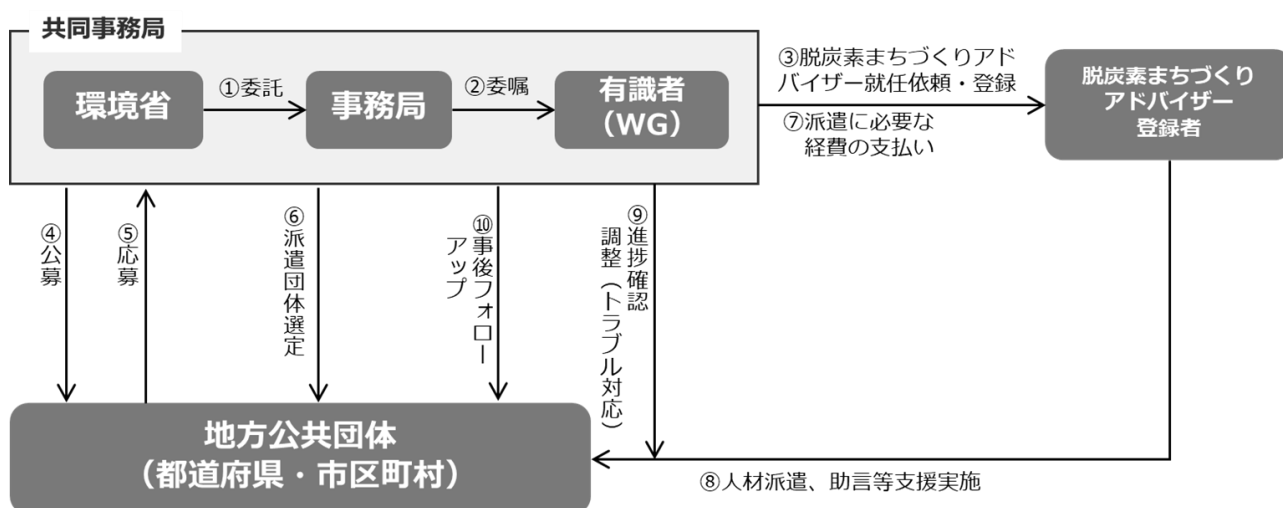 共同事務局
環境省
①委託
事務局
②委嘱
有識者
（WG）
③脱炭素まちづくりアド
バイザー就任依頼・登録
⑦派遣に必要な
経費の支払い
脱炭素まちづくり
アドバイザー
登録者
④公募
⑤応募
⑥派遣団体選定
⑩事後フォロー
アップ
⑨進捗確認
調整（トラブル対応）
地方公共団体
（都道府県・市区町村）
⑧人材派遣、助言等支援実施